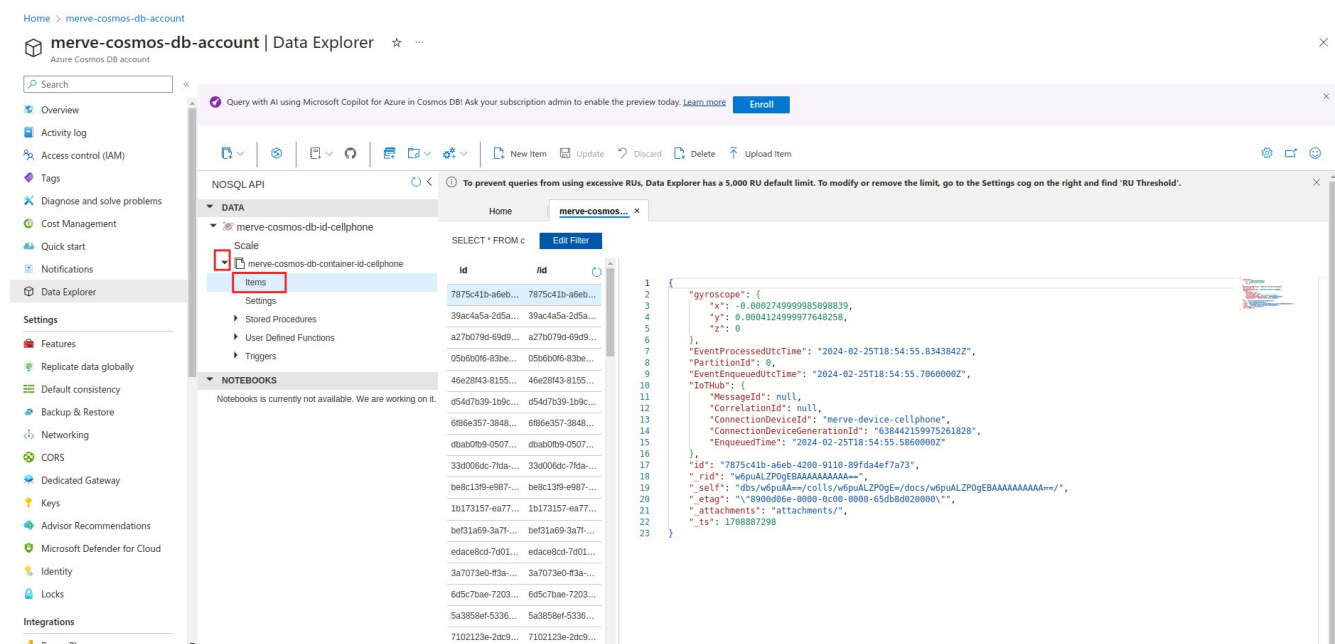 Home > merve-cosmos-db-account
merve-cosmos-db-account | Data Explorer
Azure Cosmos DB account
Search
Overview
Activity log
Access control (IAM)
Tags
Diagnose and solve problems
Cost Management
Quick start
Notifications
Data Explorer
Settings
Features
Replicate data globally
Default consistency
Backup & Restore
Networking
CORS
Dedicated Gateway
Keys
Advisor Recommendations
Microsoft Defender for Cloud
Identity
Locks
Integrations
Query with AI using Microsoft Copilot for Azure in Cosmos DB! Ask your subscription admin to enable the preview today. Learn more Enroll
New Item Update Discard Delete Upload Item
NOSQL API
DATA
merve-cosmos-db-id-cellphone
Scale
merve-cosmos-db-container-id-cellphone
Items
Settings
Stored Procedures
User Defined Functions
Triggers
NOTEBOOKS
Notebooks is currently not available. We are working on it.
To prevent queries from using excessive RUs, Data Explorer has a 5,000 RU default limit. To modify or remove the limit, go to the Settings cog on the right and find 'RU Threshold'.
Home merve-cosmos... ×
SELECT * FROM c Edit Filter
id /id
7875c41b-a6eb... 7875c41b-a6eb...
39ac4a5a-2d5a... 39ac4a5a-2d5a...
a27b079d-69d9... a27b079d-69d9...
05b6b0f6-83be... 05b6b0f6-83be...
46e28f43-8155... 46e28f43-8155...
d54d7b39-1b9c... d54d7b39-1b9c...
6f86e357-3848... 6f86e357-3848...
dbab0fb9-0507... dbab0fb9-0507...
33d006dc-7fda-... 33d006dc-7fda-...
be8c13f9-e987-... be8c13f9-e987-...
1b173157-ea77... 1b173157-ea77...
bef31a69-3a7f-... bef31a69-3a7f-...
edace8cd-7d01... edace8cd-7d01...
3a7073e0-ff3a-... 3a7073e0-ff3a-...
6d5c7bae-7203... 6d5c7bae-7203...
5a3858ef-5336... 5a3858ef-5336...
7102123e-2dc9... 7102123e-2dc9...
1 {
2 "gyroscope": {
3 "x": -0.0002749999985098839,
4 "y": 0.0004124999977648258,
5 "z": 0
6 },
7 "EventProcessedUtcTime": "2024-02-25T18:54:55.8343842Z",
8 "PartitionId": 0,
9 "EventEnqueuedUtcTime": "2024-02-25T18:54:55.7060000Z",
10 "IoTHub": {
11 "MessageId": null,
12 "CorrelationId": null,
13 "ConnectionDeviceId": "merve-device-cellphone",
14 "ConnectionDeviceGenerationId": "638442159975261828",
15 "EnqueuedTime": "2024-02-25T18:54:55.5860000Z"
16 },
17 "id": "7875c41b-a6eb-4200-9110-89fda4ef7a73",
18 "_rid": "w6puALZPOgEBAAAAAAAAAA==",
19 "_self": "dbs/w6puAA==/colls/w6puALZPOgE=/docs/w6puALZPOgEBAAAAAAAAAA==/",
20 "_etag": "\"8900d06e-0000-0c00-0000-65db8d020000\"",
21 "_attachments": "attachments/",
22 "_ts": 1708887298
23 }